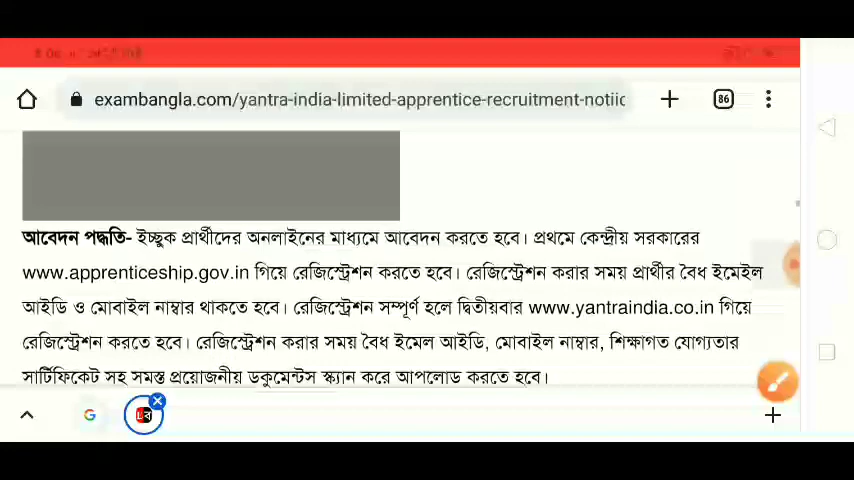 exambangla.com/yantra-india-limited-apprentice-recruitment-notiic
86
আবেদন পদ্ধতি- ইচ্ছুক প্রার্থীদের অনলাইনের মাধ্যমে আবেদন করতে হবে। প্রথমে কেন্দ্রীয় সরকারের
www.apprenticeship.gov.in গিয়ে রেজিস্ট্রেশন করতে হবে। রেজিস্ট্রেশন করার সময় প্রার্থীর বৈধ ইমেইল
আইডি ও মোবাইল নাম্বার থাকতে হবে। রেজিস্ট্রেশন সম্পূর্ণ হলে দ্বিতীয়বার www.yantraindia.co.in গিয়ে
রেজিস্ট্রেশন করতে হবে। রেজিস্ট্রেশন করার সময় বৈধ ইমেল আইডি, মোবাইল নাম্বার, শিক্ষাগত যোগ্যতার
সার্টিফিকেট সহ সমস্ত প্রয়োজনীয় ডকুমেন্টস স্ক্যান করে আপলোড করতে হবে।